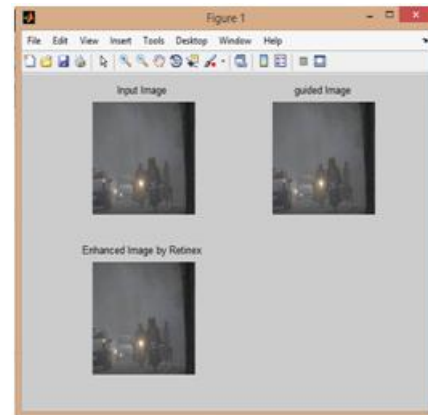 Figure 1
File Edit View Insert Tools Desktop Window Help
Input Image
guided Image
Enhanced Image by Retinex